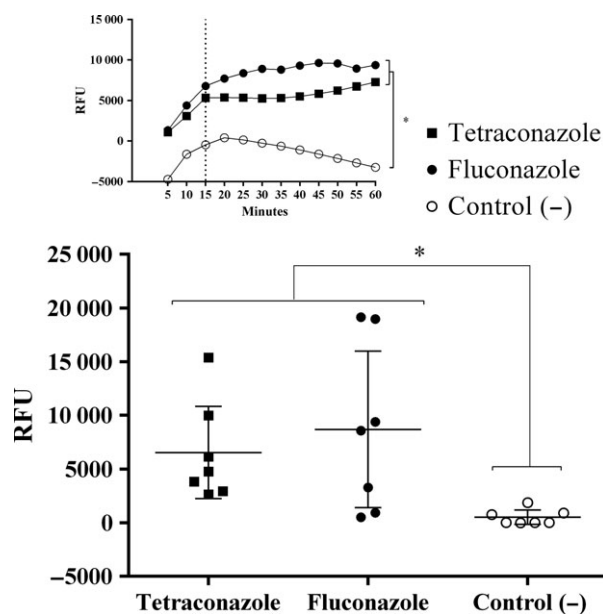 15 000
10 000
5000
0
−5000
RFU
5 10 15 20 25 30 35 40 45 50 55 60
Minutes
*
Tetraconazole
Fluconazole
Control (−)
25 000
20 000
15 000
10 000
5000
0
−5000
RFU
*
Tetraconazole Fluconazole Control (−)